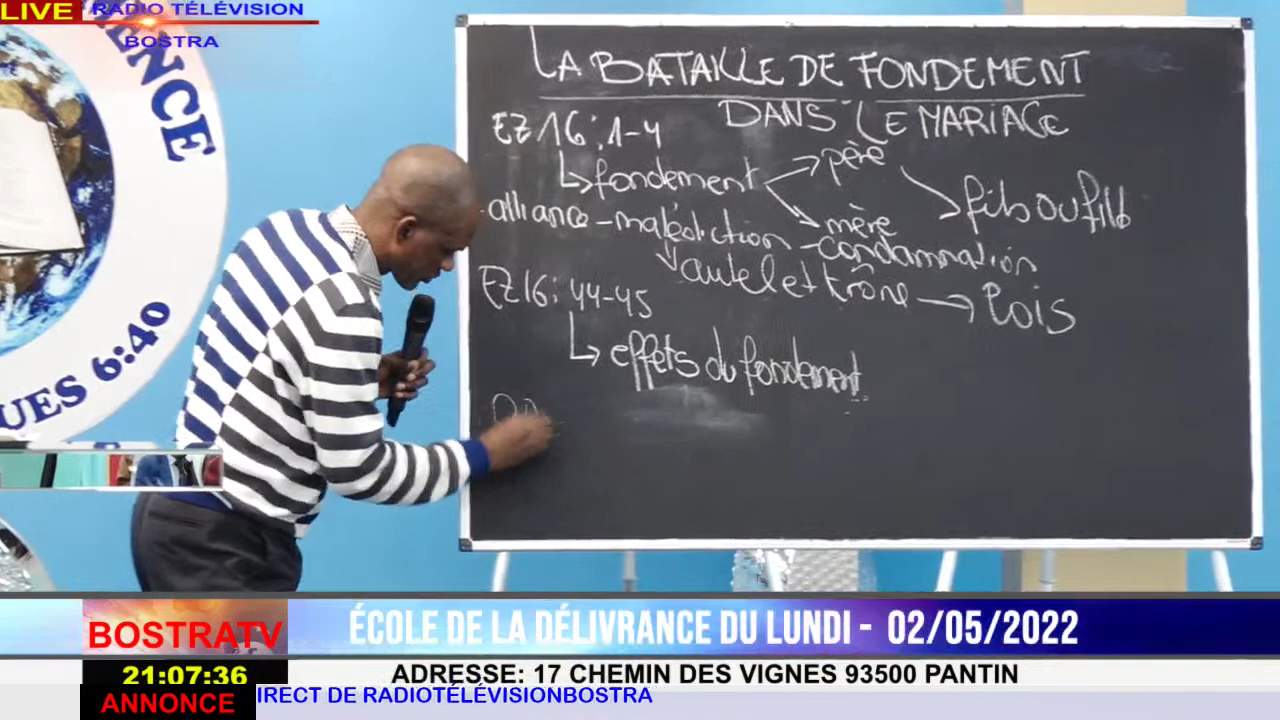 LIVE RADIO TÉLÉVISION
BOSTRA
ENCE
UES 6:40
LA BATAILLE DE FONDEMENT
DANS LE MARIAGE
EZ 16:1-4
fondement père
mère
fils ou fille
alliance - malédiction - condamnation
autel et trône → lois
EZ 16:44-45
effets du fondement
BOSTRATV
ÉCOLE DE LA DÉLIVRANCE DU LUNDI - 02/05/2022
21:07:36
ADRESSE: 17 CHEMIN DES VIGNES 93500 PANTIN
ANNONCE
IRECT DE RADIOTÉLÉVISIONBOSTRA